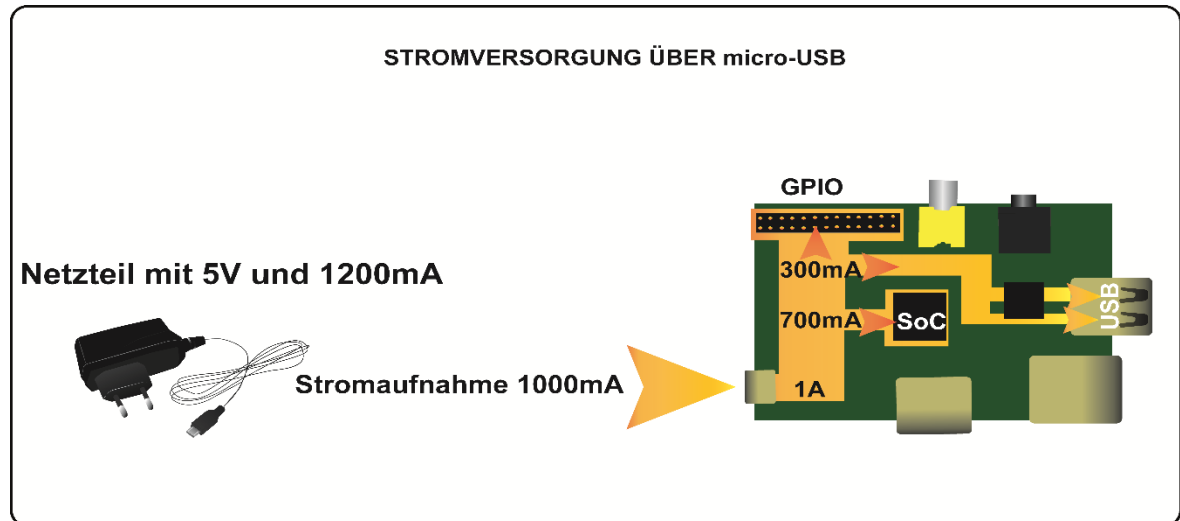 STROMVERSORGUNG ÜBER micro-USB
GPIO
Netzteil mit 5V und 1200mA
300mA
700mA
SoC
USB
Stromaufnahme 1000mA
1A